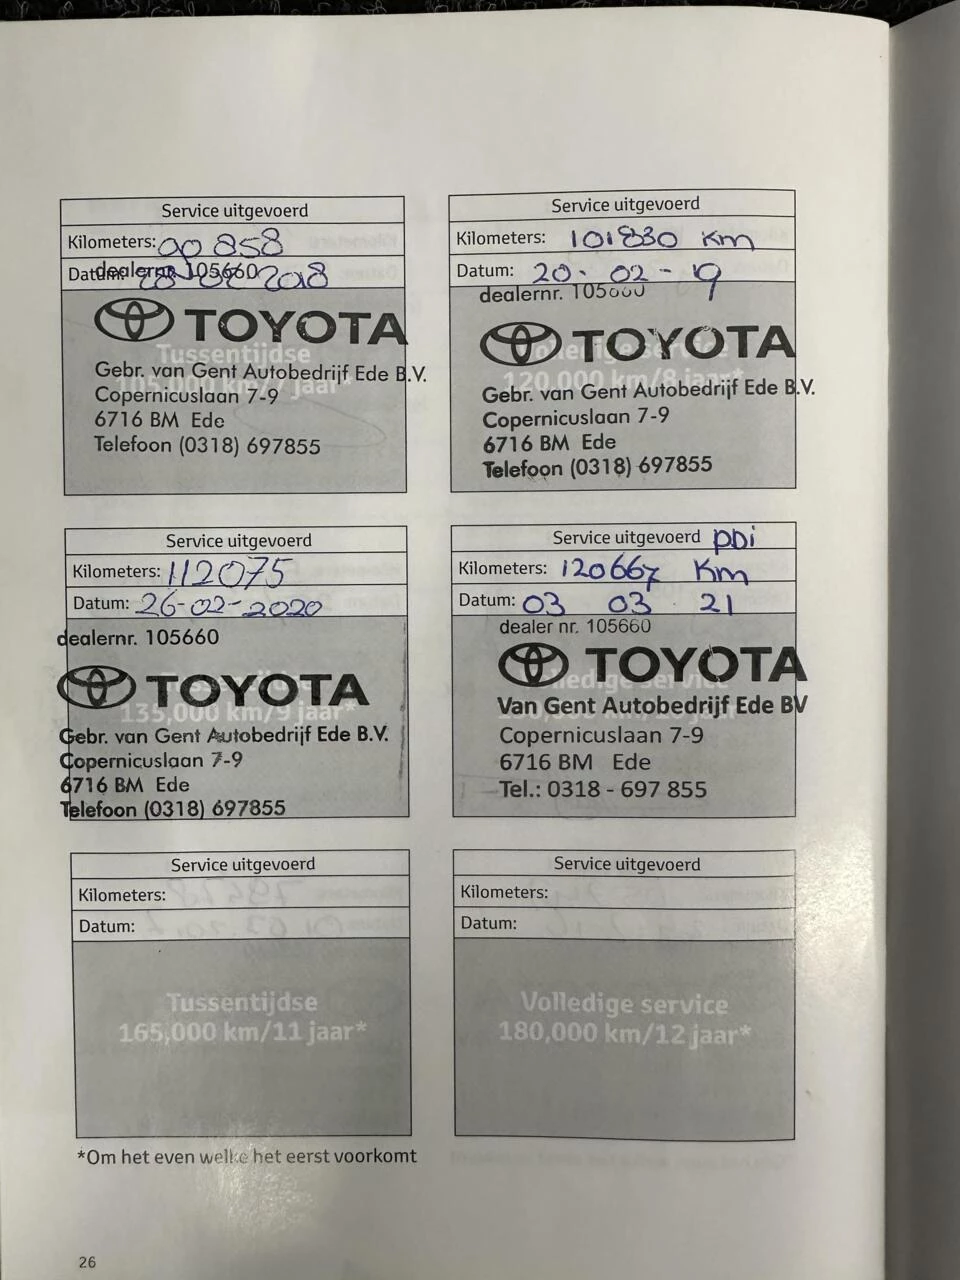 Service uitgevoerd
Kilometers: 90 858
Datum: 2018
dealernr. 105660
TOYOTA
Tussentijdse
105,000 km/7 jaar*
Gebr. van Gent Autobedrijf Ede B.V.
Copernicuslaan 7-9
6716 BM Ede
Telefoon (0318) 697855
Service uitgevoerd
Kilometers: 101830 km
Datum: 20- 02 - 19
dealernr. 105660
TOYOTA
Volledige service
120,000 km/8 jaar*
Gebr. van Gent Autobedrijf Ede B.V.
Copernicuslaan 7-9
6716 BM Ede
Telefoon (0318) 697855
Service uitgevoerd
Kilometers: 112075
Datum: 26-02-2020
dealernr. 105660
TOYOTA
Tussentijdse
135,000 km/9 jaar*
Gebr. van Gent Autobedrijf Ede B.V.
Copernicuslaan 7-9
6716 BM Ede
Telefoon (0318) 697855
Service uitgevoerd PDi
Kilometers: 120667 Km
Datum: 03 03 21
dealer nr. 105660
TOYOTA
Volledige service
Van Gent Autobedrijf Ede BV
Copernicuslaan 7-9
6716 BM Ede
Tel.: 0318 - 697 855
Service uitgevoerd
Kilometers:
Datum:
Tussentijdse
165,000 km/11 jaar*
Service uitgevoerd
Kilometers:
Datum:
Volledige service
180,000 km/12 jaar*
*Om het even welke het eerst voorkomt
26